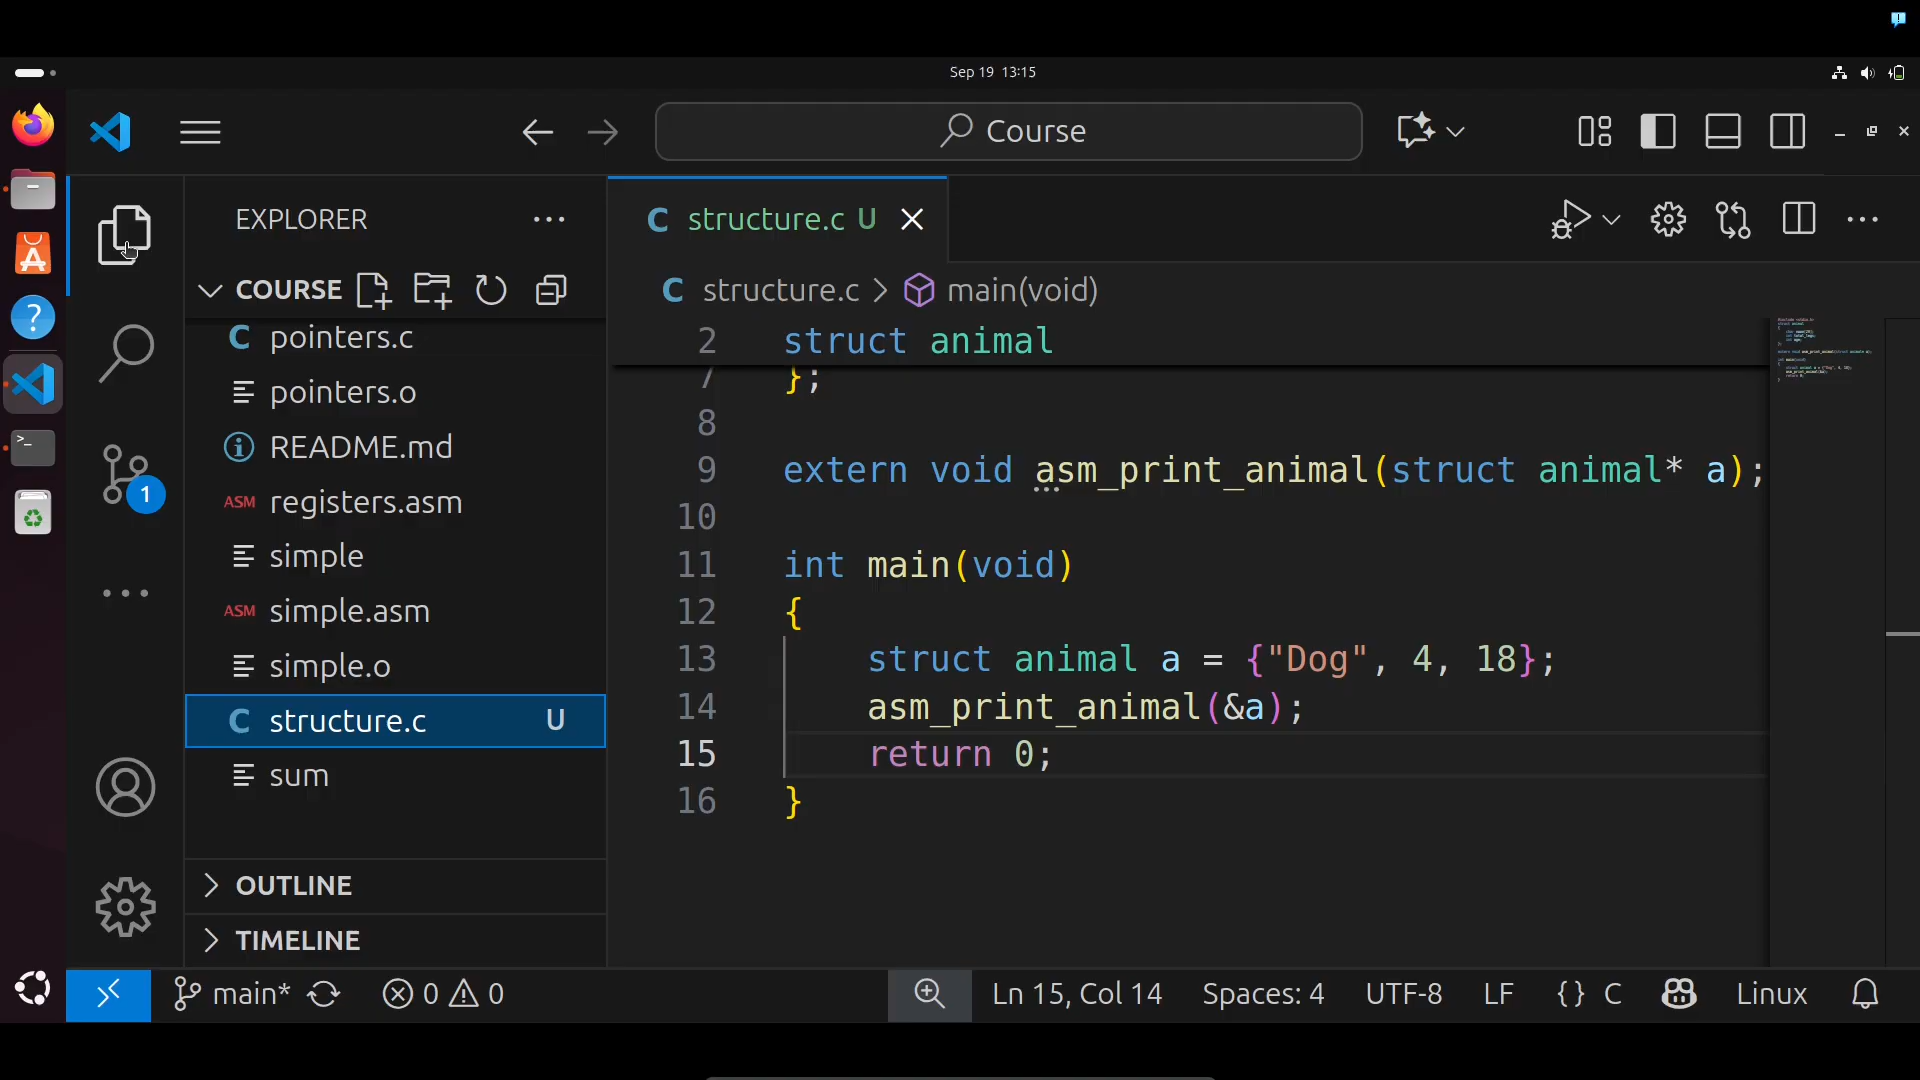 Sep 19 13:15
Course
EXPLORER
structure.c U
COURSE
structure.c > main(void)
pointers.c
pointers.o
README.md
ASM registers.asm
simple
ASM simple.asm
simple.o
structure.c U
sum
OUTLINE
TIMELINE
1
2 struct animal
7 };
8
9 extern void asm_print_animal(struct animal* a);
10
11 int main(void)
12 {
13 struct animal a = {"Dog", 4, 18};
14 asm_print_animal(&a);
15 return 0;
16 }
main* 0 0 Ln 15, Col 14 Spaces: 4 UTF-8 LF {} C Linux